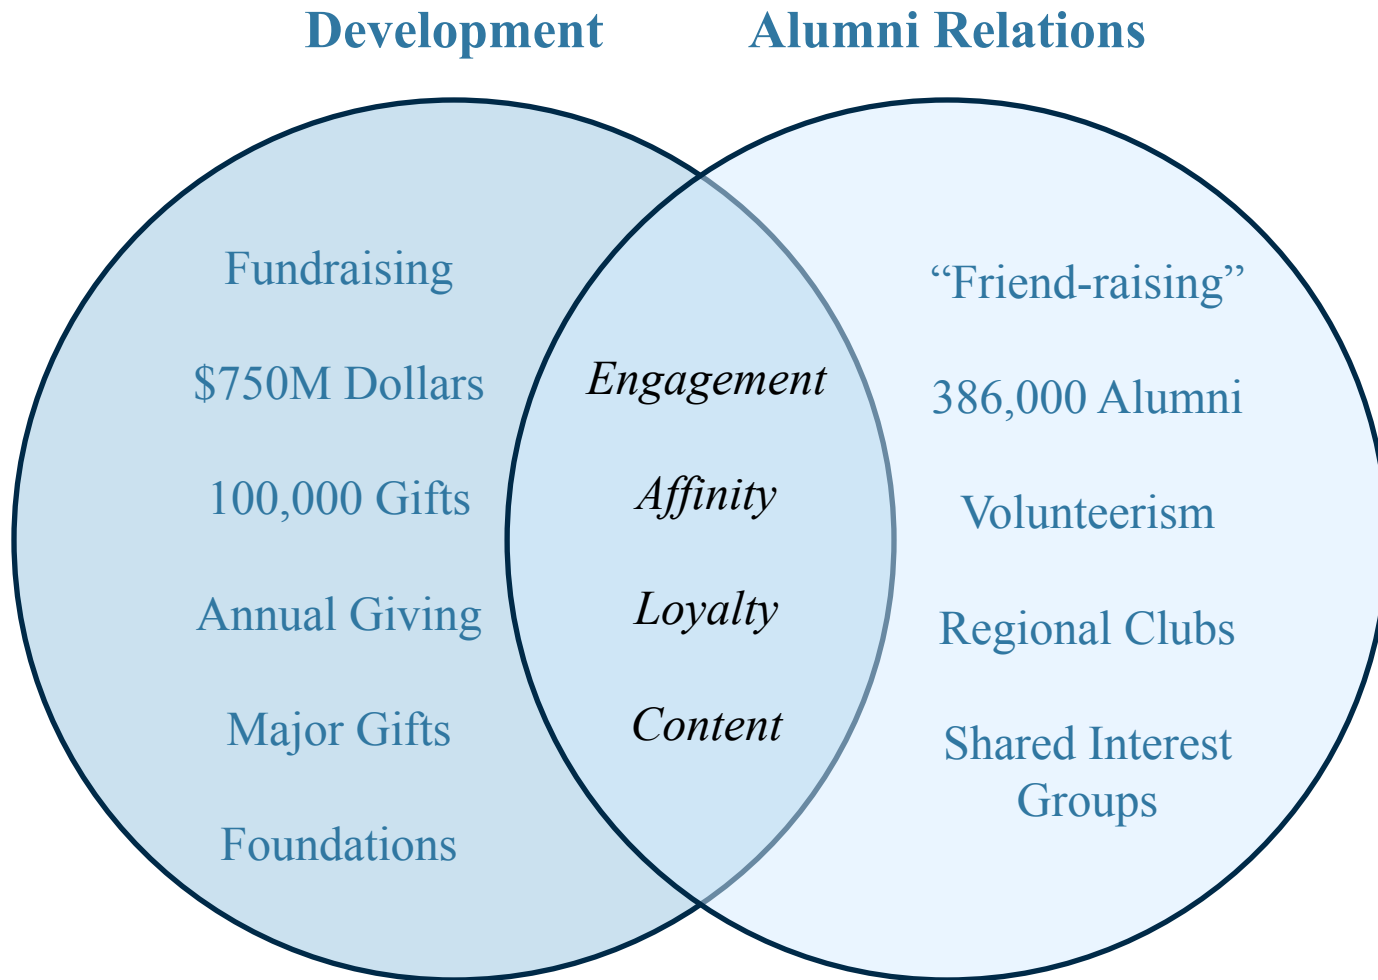 Development
Alumni Relations
Fundraising
$750M Dollars
100,000 Gifts
Annual Giving
Major Gifts
Foundations
Engagement
Affinity
Loyalty
Content
“Friend-raising”
386,000 Alumni
Volunteerism
Regional Clubs
Shared Interest
Groups